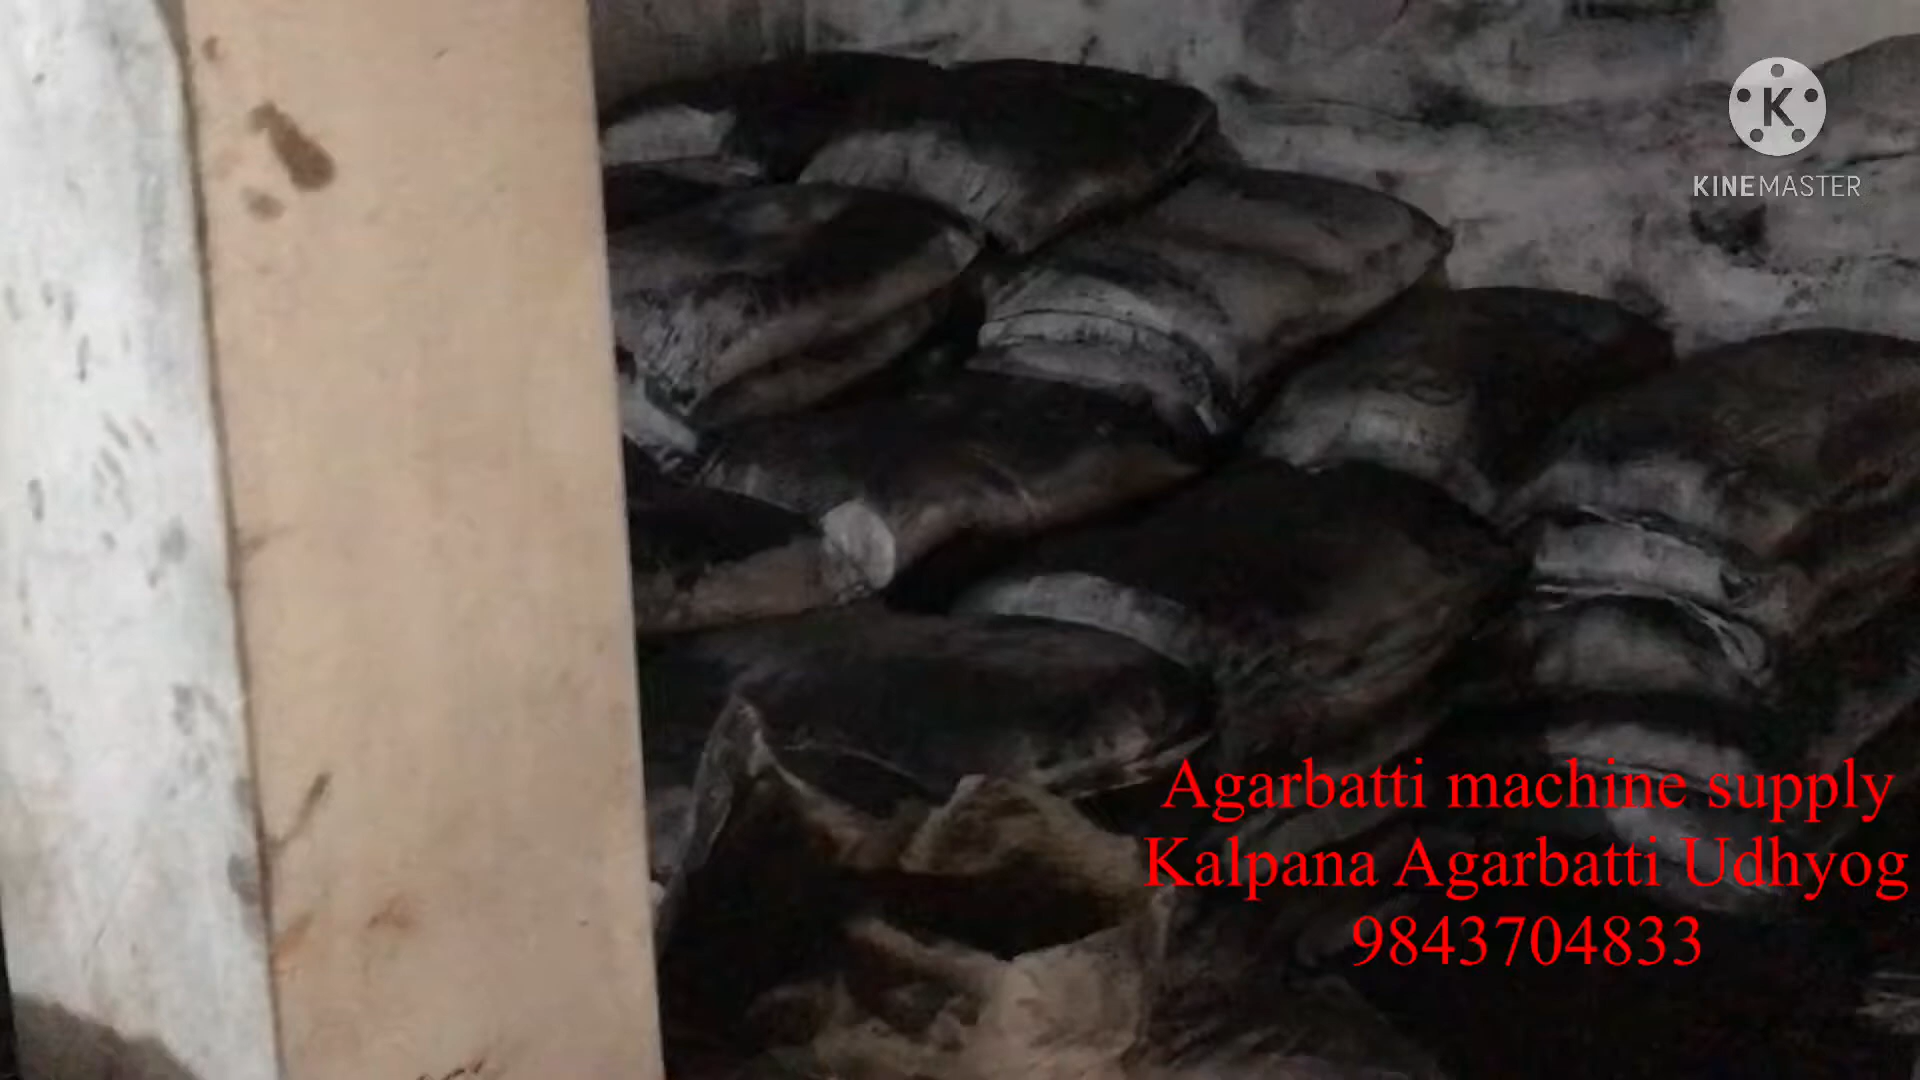 K
KINEMASTER
Agarbatti machine supply
Kalpana Agarbatti Udhyog
9843704833